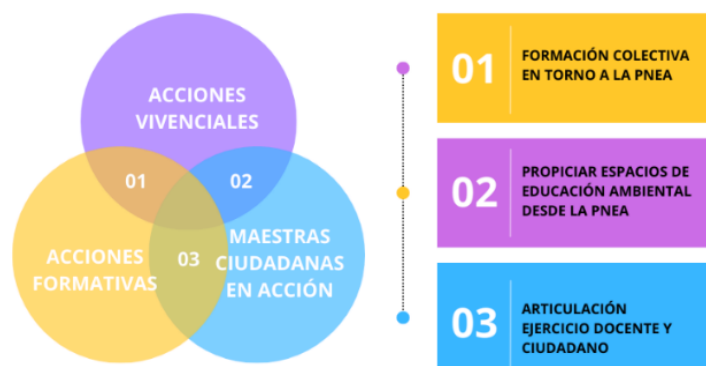 ACCIONES
VIVENCIALES
01
02
ACCIONES
FORMATIVAS
03
MAESTRAS
CIUDADANAS
EN ACCIÓN
01
FORMACIÓN COLECTIVA
EN TORNO A LA PNEA
02
PROPICIAR ESPACIOS DE
EDUCACIÓN AMBIENTAL
DESDE LA PNEA
03
ARTICULACIÓN
EJERCICIO DOCENTE Y
CIUDADANO